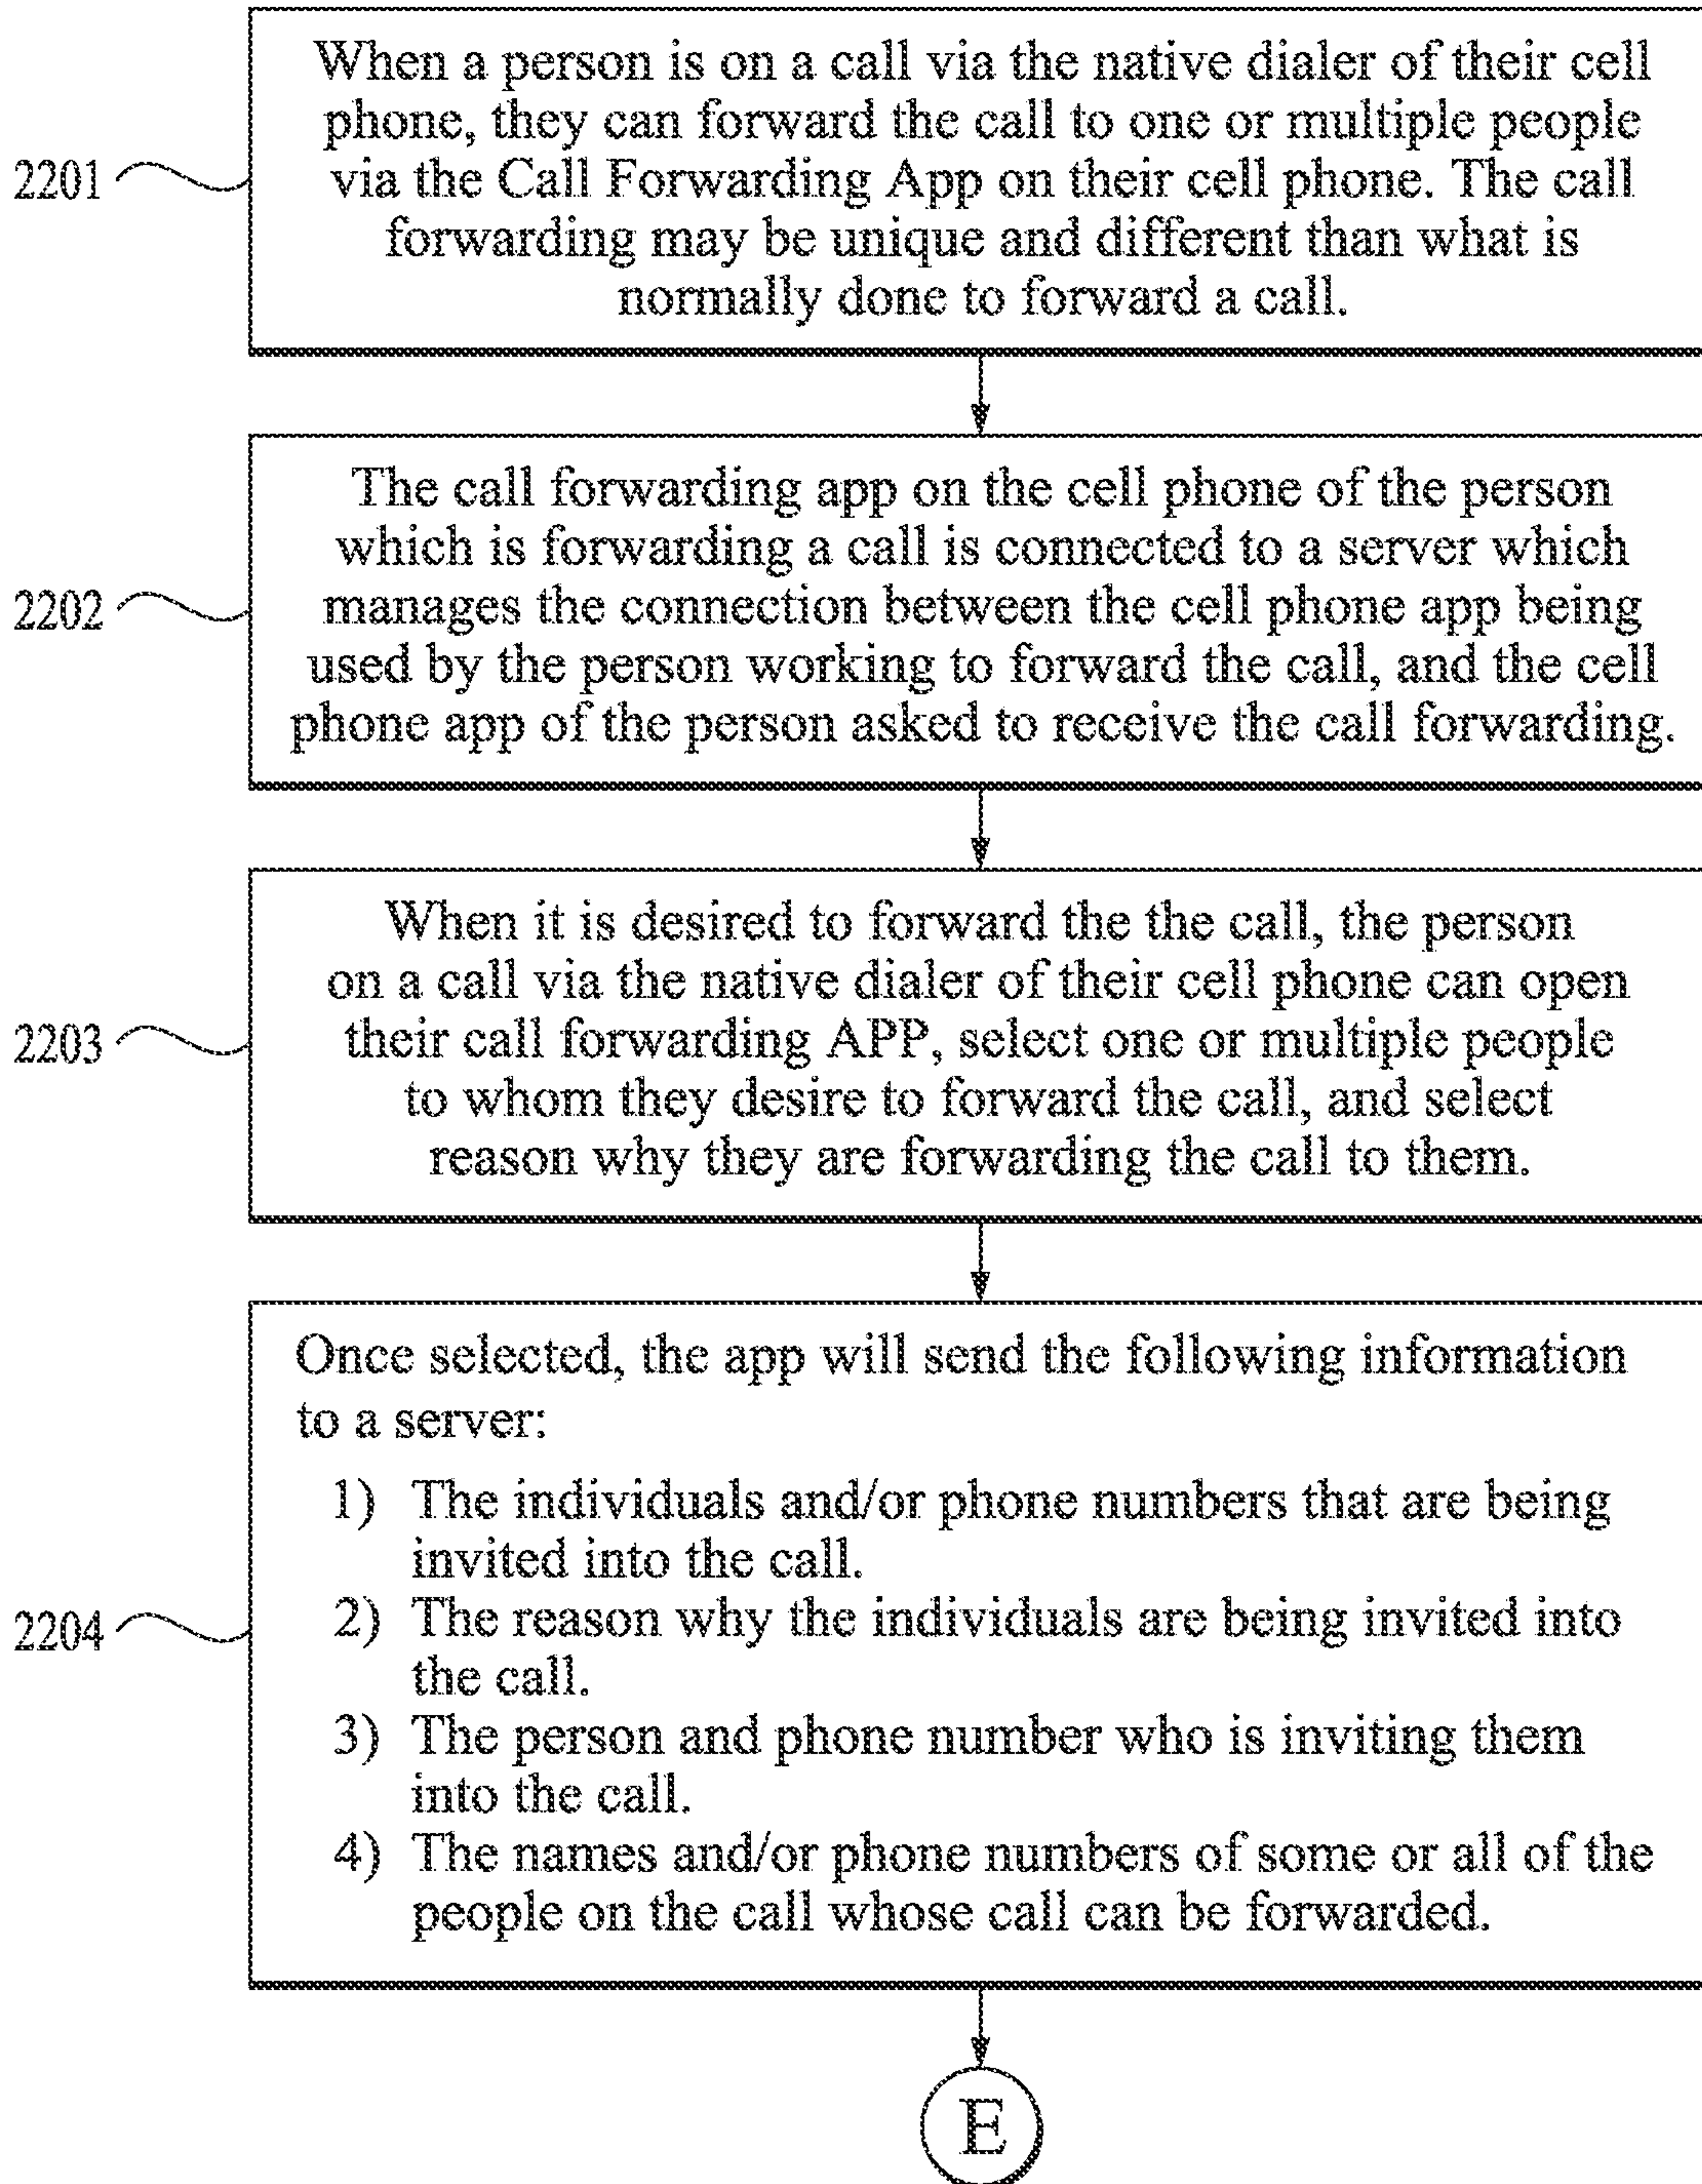 When a person is on a call via the native dialer of their cell
phone, they can forward the call to one or multiple people
via the Call Forwarding App on their cell phone. The call
forwarding may be unique and different than what is
normally done to forward a call.
2201
The call forwarding app on the cell phone of the person
which is forwarding a call is connected to a server which
manages the connection between the cell phone app being
used by the person working to forward the call, and the cell
phone app of the person asked to receive the call forwarding.
2202
When it is desired to forward the the call, the person
on a call via the native dialer of their cell phone can open
their call forwarding APP, select one or multiple people
to whom they desire to forward the call, and select
reason why they are forwarding the call to them.
2203
Once selected, the app will send the following information
to a server:
1) The individuals and/or phone numbers that are being
invited into the call.
2) The reason why the individuals are being invited into
the call.
3) The person and phone number who is inviting them
into the call.
4) The names and/or phone numbers of some or all of the
people on the call whose call can be forwarded.
2204
E